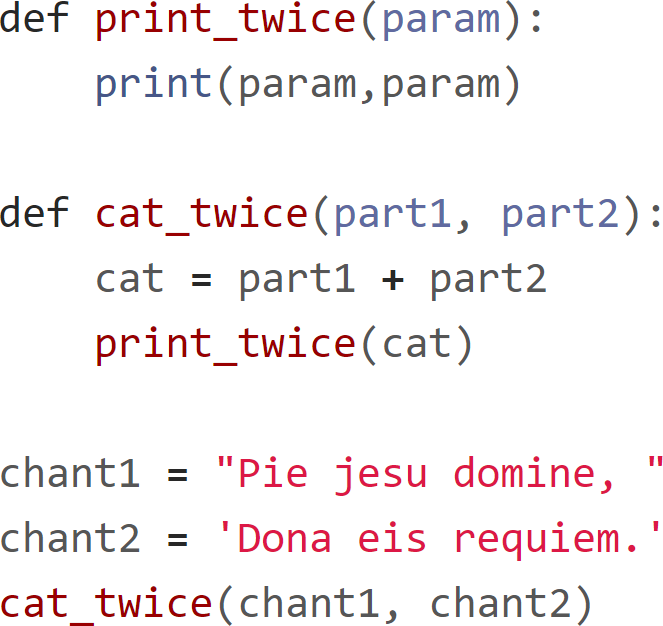 def print_twice(param):
    print(param,param)

def cat_twice(part1, part2):
    cat = part1 + part2
    print_twice(cat)

chant1 = "Pie jesu domine, "
chant2 = 'Dona eis requiem.'
cat_twice(chant1, chant2)